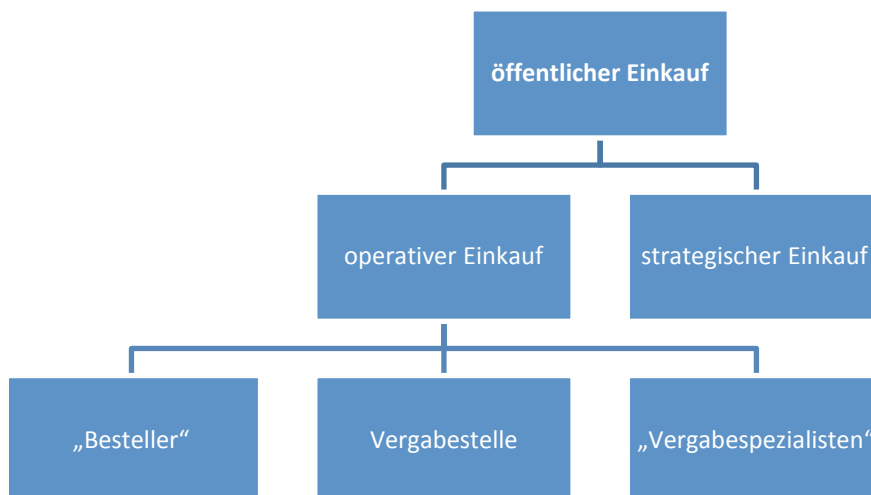 öffentlicher Einkauf
operativer Einkauf
strategischer Einkauf
„Besteller“
Vergabestelle
„Vergabespezialisten“